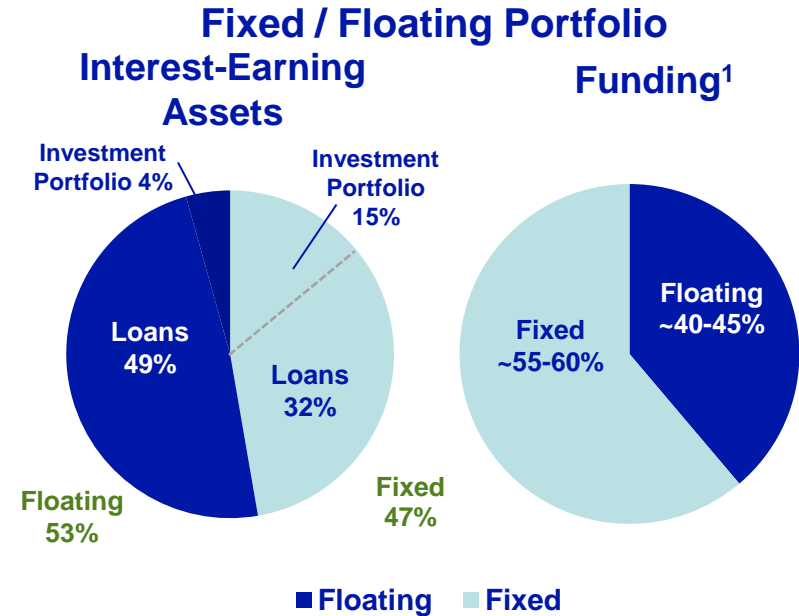 Fixed / Floating Portfolio
Interest-Earning
Assets
Funding¹
Investment
Portfolio 4%
Investment
Portfolio
15%
Loans
49%
Loans
32%
Floating
53%
Fixed
47%
Fixed
~55-60%
Floating
~40-45%
Floating
Fixed